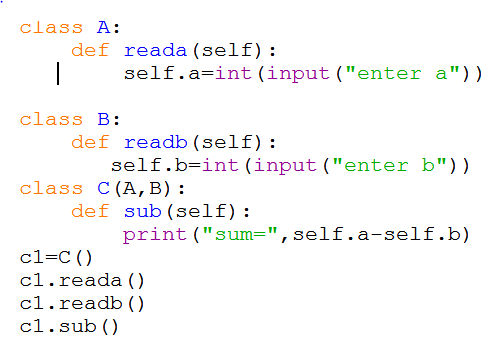 class A:
    def reada(self):
        self.a=int(input("enter a"))
class B:
    def readb(self):
       self.b=int(input("enter b"))
class C(A,B):
    def sub(self):
        print("sum=",self.a-self.b)
c1=C()
c1.reada()
c1.readb()
c1.sub()